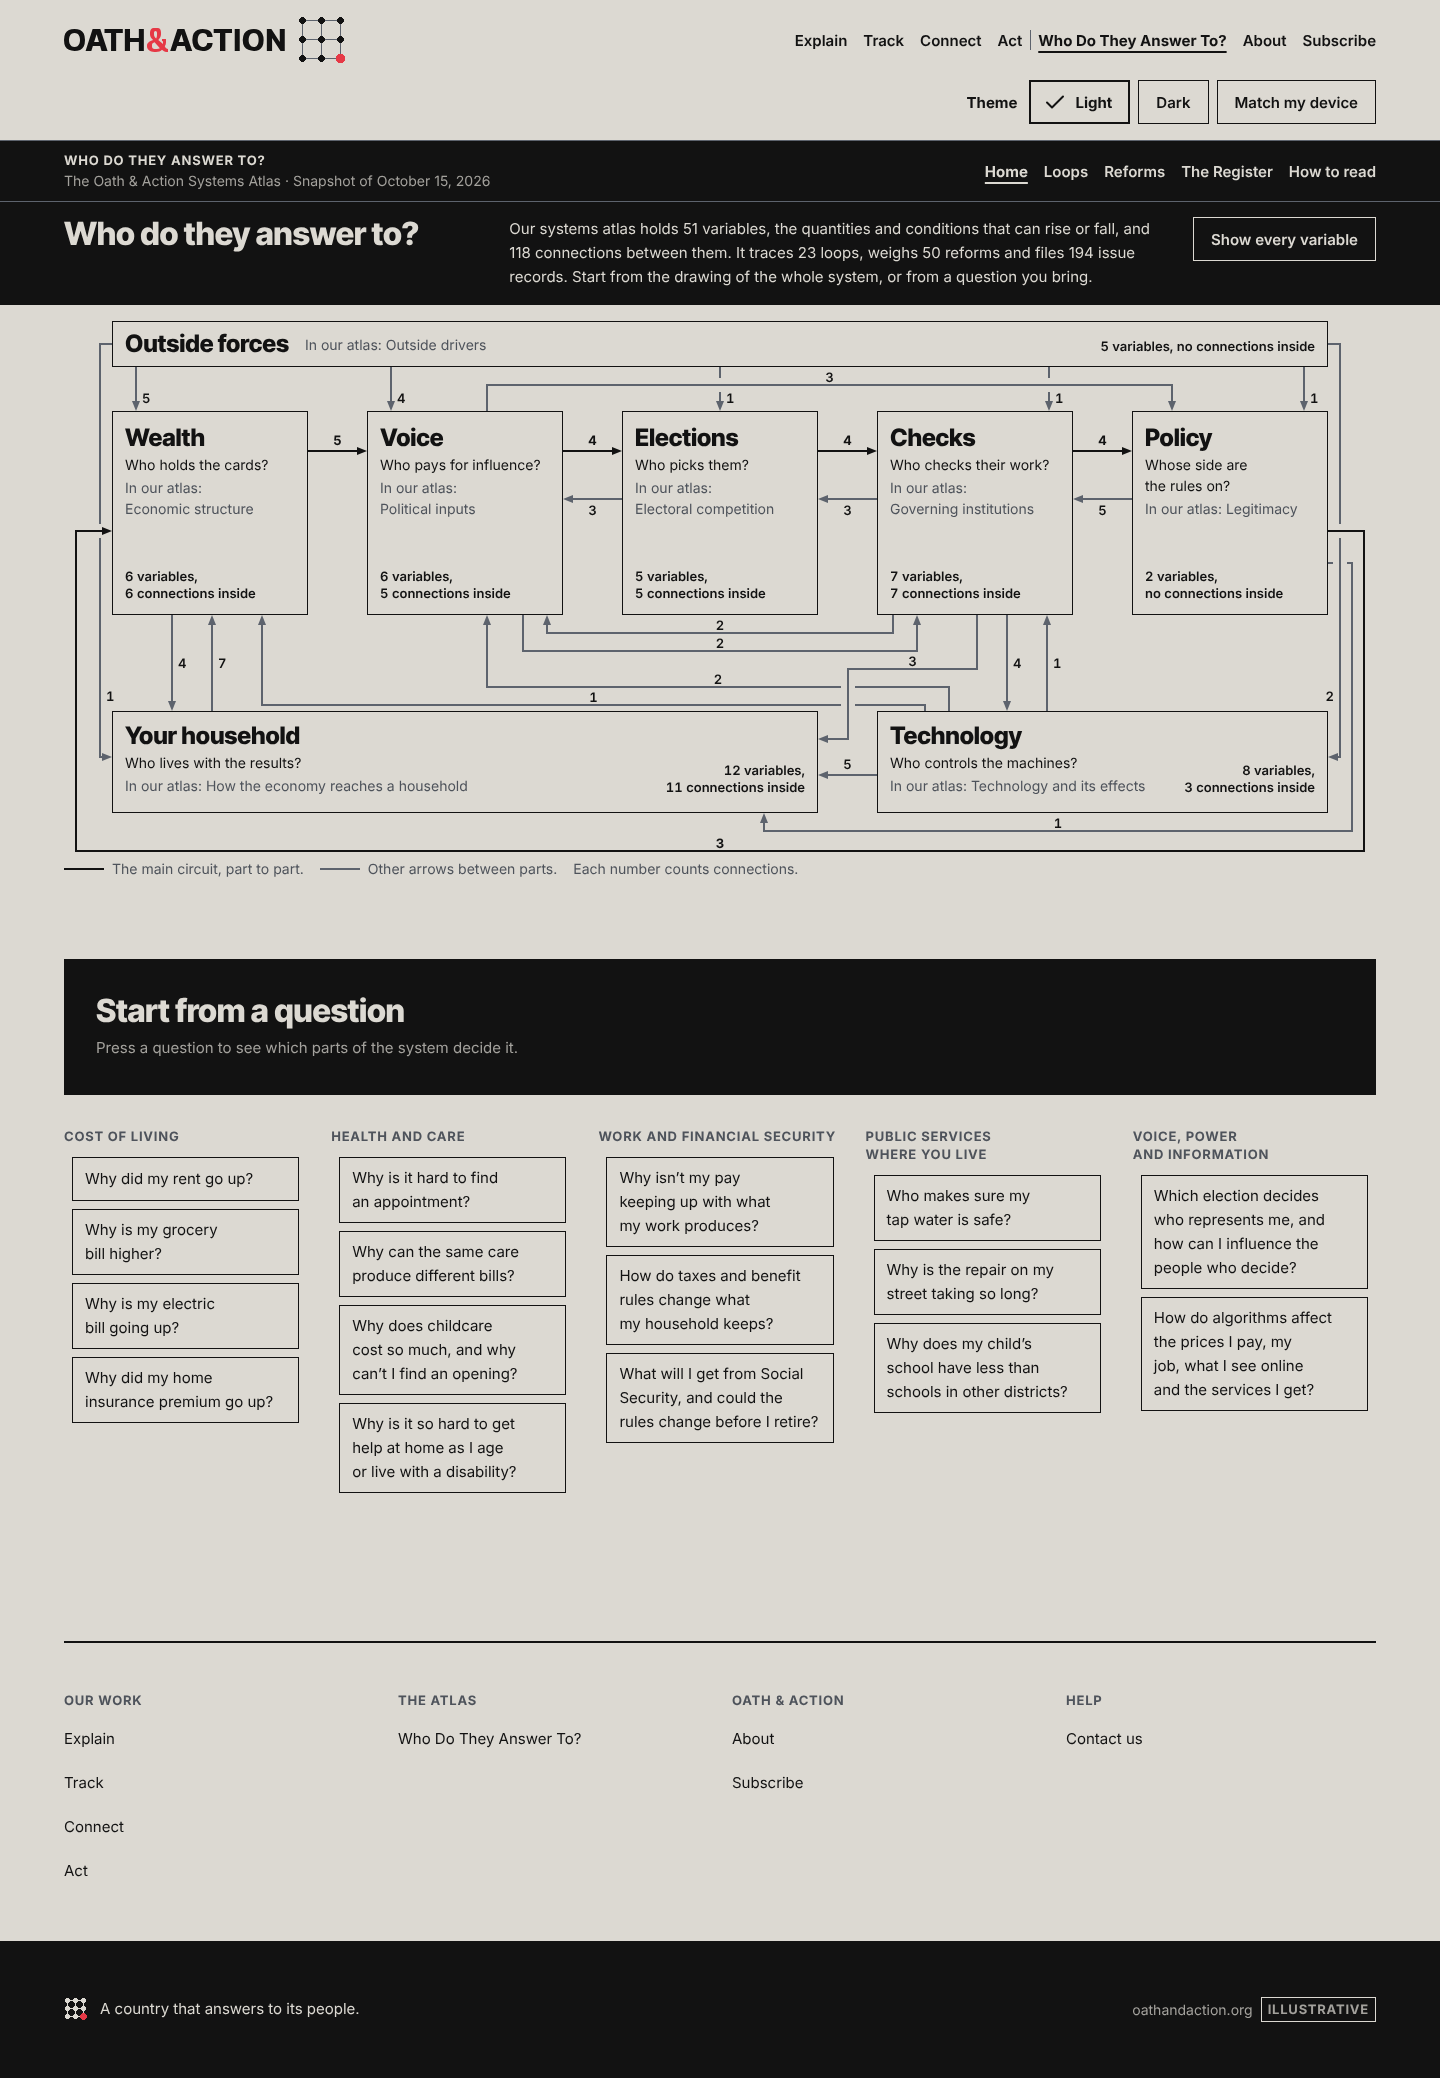 OATH&ACTION
Explain Track Connect Act Who Do They Answer To? About Subscribe
Theme Light Dark Match my device
WHO DO THEY ANSWER TO?
The Oath & Action Systems Atlas · Snapshot of October 15, 2026
Home Loops Reforms The Register How to read
Who do they answer to?
Our systems atlas holds 51 variables, the quantities and conditions that can rise or fall, and
118 connections between them. It traces 23 loops, weighs 50 reforms and files 194 issue
records. Start from the drawing of the whole system, or from a question you bring.
Show every variable
Outside forces In our atlas: Outside drivers
5 variables, no connections inside
3
5 4 1 1 1
Wealth
Who holds the cards?
In our atlas:
Economic structure
6 variables,
6 connections inside
5
Voice
Who pays for influence?
In our atlas:
Political inputs
6 variables,
5 connections inside
4
3
Elections
Who picks them?
In our atlas:
Electoral competition
5 variables,
5 connections inside
4
3
Checks
Who checks their work?
In our atlas:
Governing institutions
7 variables,
7 connections inside
4
5
Policy
Whose side are
the rules on?
In our atlas: Legitimacy
2 variables,
no connections inside
2
2
4 7 3 4 1
2
1 1 2
Your household
Who lives with the results?
In our atlas: How the economy reaches a household
12 variables,
11 connections inside
5
Technology
Who controls the machines?
In our atlas: Technology and its effects
8 variables,
3 connections inside
1
3
The main circuit, part to part. Other arrows between parts. Each number counts connections.
Start from a question
Press a question to see which parts of the system decide it.
COST OF LIVING
Why did my rent go up?
Why is my grocery
bill higher?
Why is my electric
bill going up?
Why did my home
insurance premium go up?
HEALTH AND CARE
Why is it hard to find
an appointment?
Why can the same care
produce different bills?
Why does childcare
cost so much, and why
can’t I find an opening?
Why is it so hard to get
help at home as I age
or live with a disability?
WORK AND FINANCIAL SECURITY
Why isn’t my pay
keeping up with what
my work produces?
How do taxes and benefit
rules change what
my household keeps?
What will I get from Social
Security, and could the
rules change before I retire?
PUBLIC SERVICES
WHERE YOU LIVE
Who makes sure my
tap water is safe?
Why is the repair on my
street taking so long?
Why does my child’s
school have less than
schools in other districts?
VOICE, POWER
AND INFORMATION
Which election decides
who represents me, and
how can I influence the
people who decide?
How do algorithms affect
the prices I pay, my
job, what I see online
and the services I get?
OUR WORK
Explain
Track
Connect
Act
THE ATLAS
Who Do They Answer To?
OATH & ACTION
About
Subscribe
HELP
Contact us
A country that answers to its people.
oathandaction.org ILLUSTRATIVE